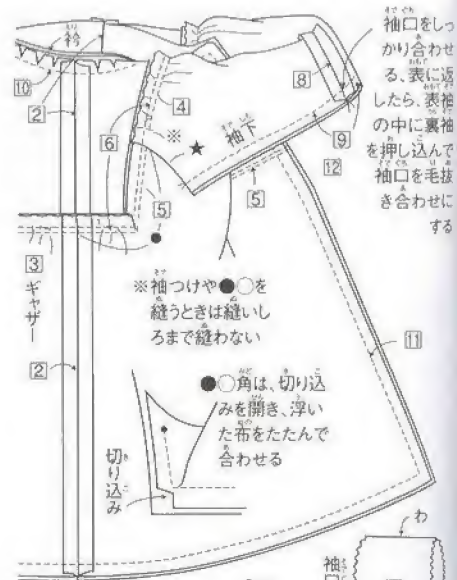 袖口をしっ
かり合わせ
る、表に返
したら、表袖
の中に裏袖
を押し込んで
袖口を毛抜
き合わせに
する
衿
10
2
8
4
6
※
★
袖下
9
12
5
5
3
ギャザー
※袖つけや●○を
縫うときは縫いし
ろまで縫わない
11
2
●○角は、切り込
みを開き、浮い
た布をたたんで
合わせる
切り込み
わ
袖口